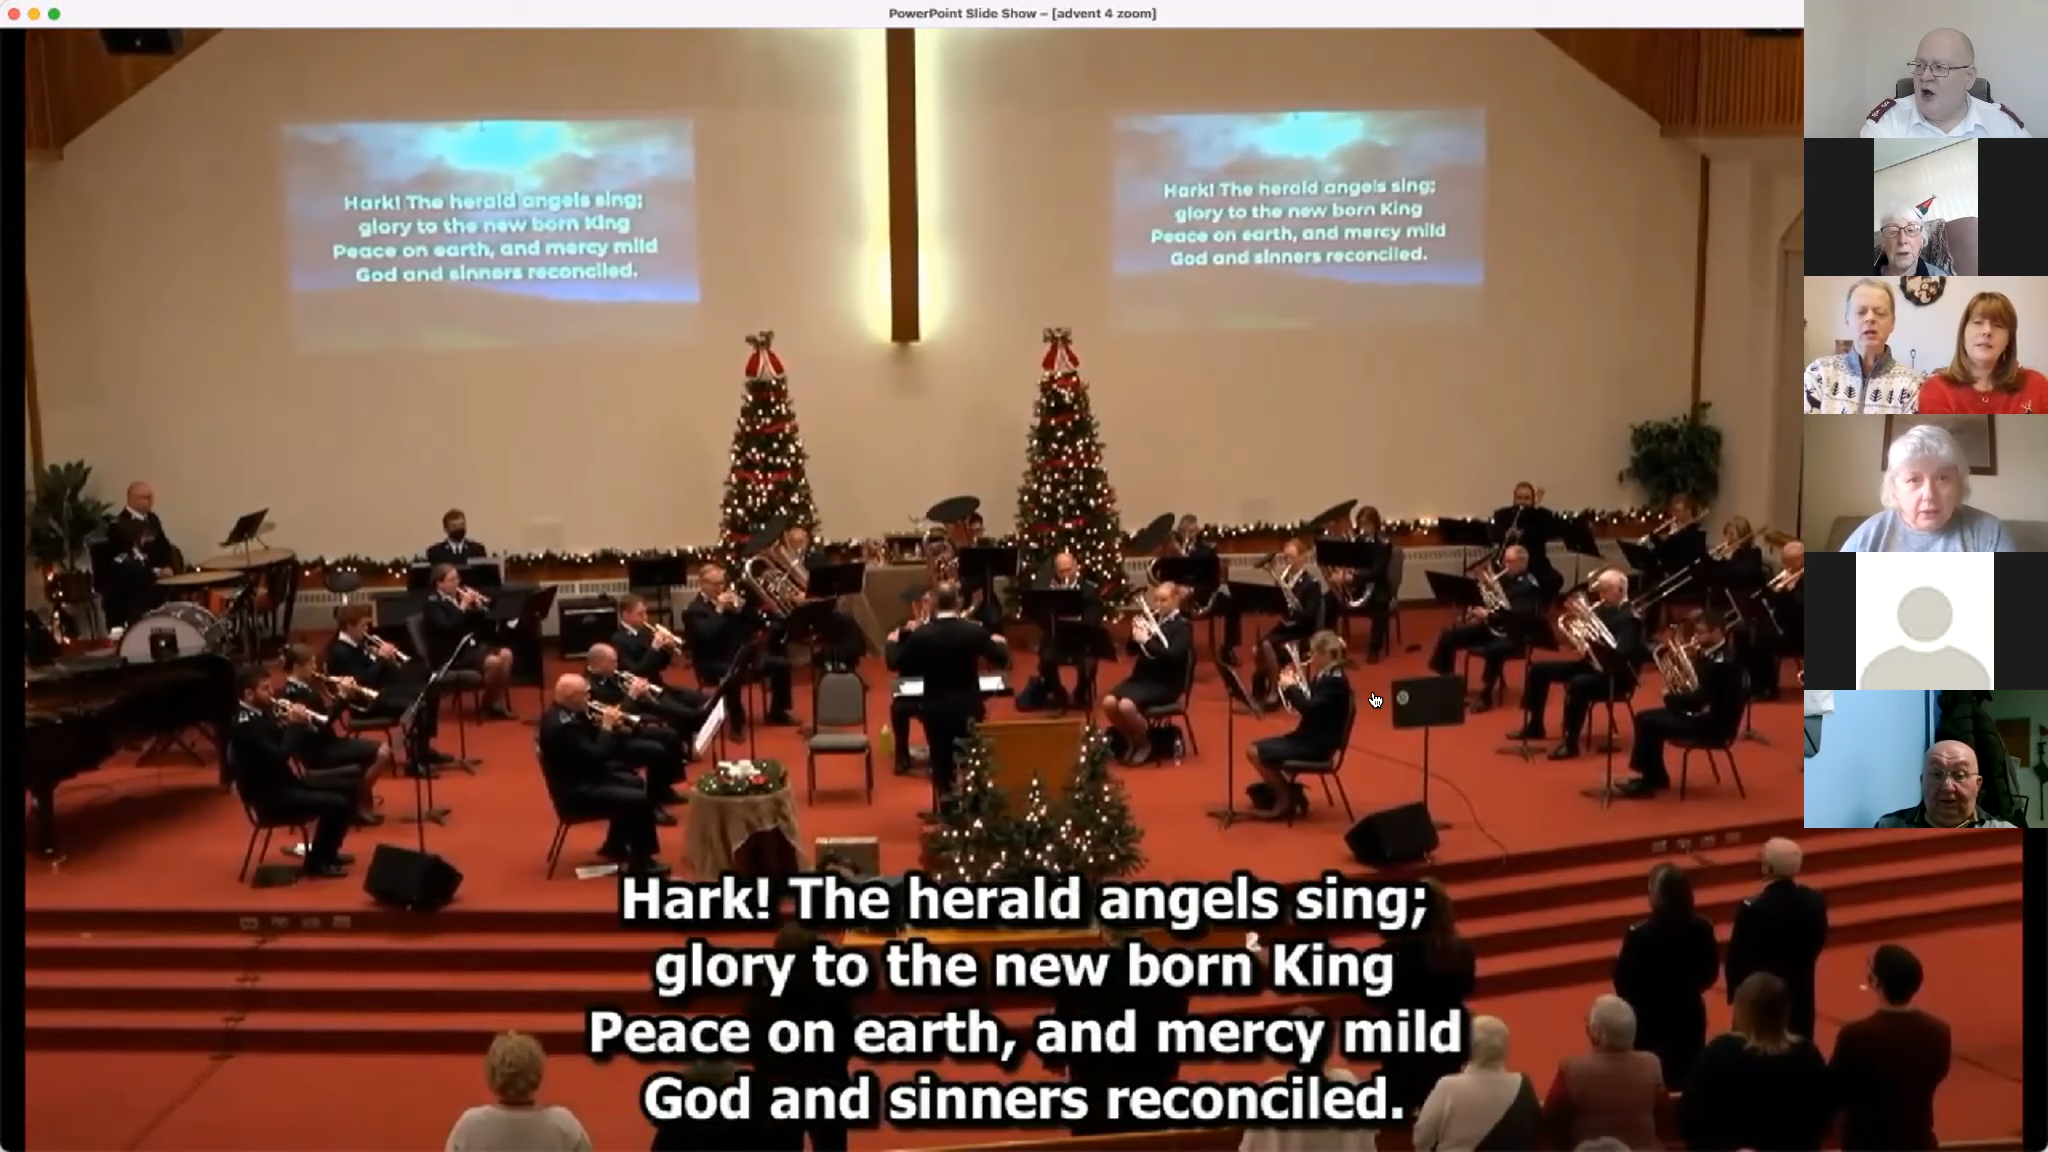 PowerPoint Slide Show – [advent 4 zoom]
Hark! The herald angels sing;
glory to the new born King
Peace on earth, and mercy mild
God and sinners reconciled.
Hark! The herald angels sing;
glory to the new born King
Peace on earth, and mercy mild
God and sinners reconciled.
Hark! The herald angels sing;
glory to the new born King
Peace on earth, and mercy mild
God and sinners reconciled.